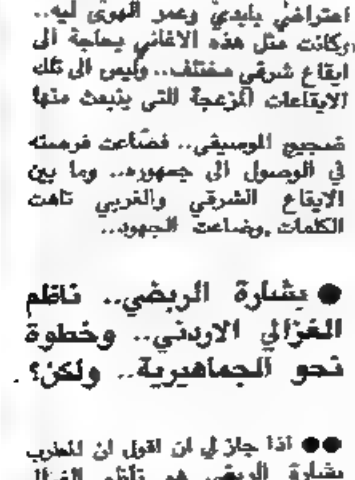 اعتراضي يابدي وعمر الهوى ليه..
وكانت مثل هذه الاغاني بحاجة الى
ايقاع شرقي مختلف.. وليس الى تلك
الايقاعات المزعجة التي ينبعث منها
ضجيج الموسيقى.. فضاعت فرصته
في الوصول الى جمهوره.. وما بين
الايقاع الشرقي والغربي تاهت
الكلمات وضاعت الجهود...
● بشارة الربضي.. ناظم
الغزالي الاردني.. وخطوة
نحو الجماهيرية.. ولكن؟.
●● اذا جاز لي ان اقول ان المطرب
بشارة الربضي هو ناظم الغزالي